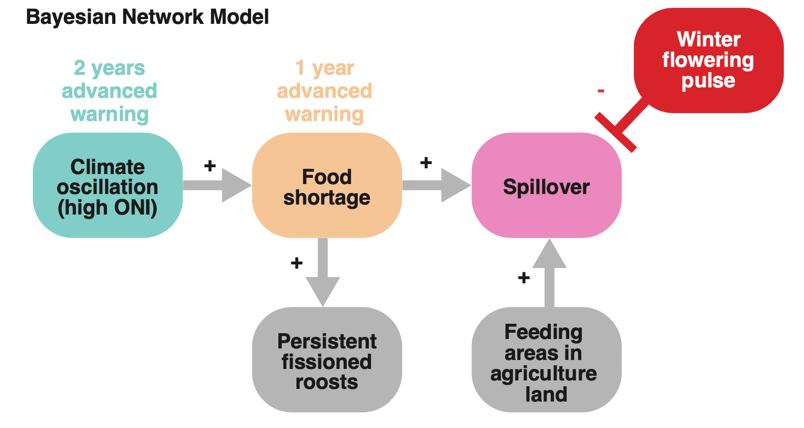 Bayesian Network Model
2 years
advanced
warning
1 year
advanced
warning
Winter
flowering
pulse
-
Climate
oscillation
(high ONI)
+
Food
shortage
+
Spillover
+
Persistent
fissioned
roosts
+
Feeding
areas in
agriculture
land